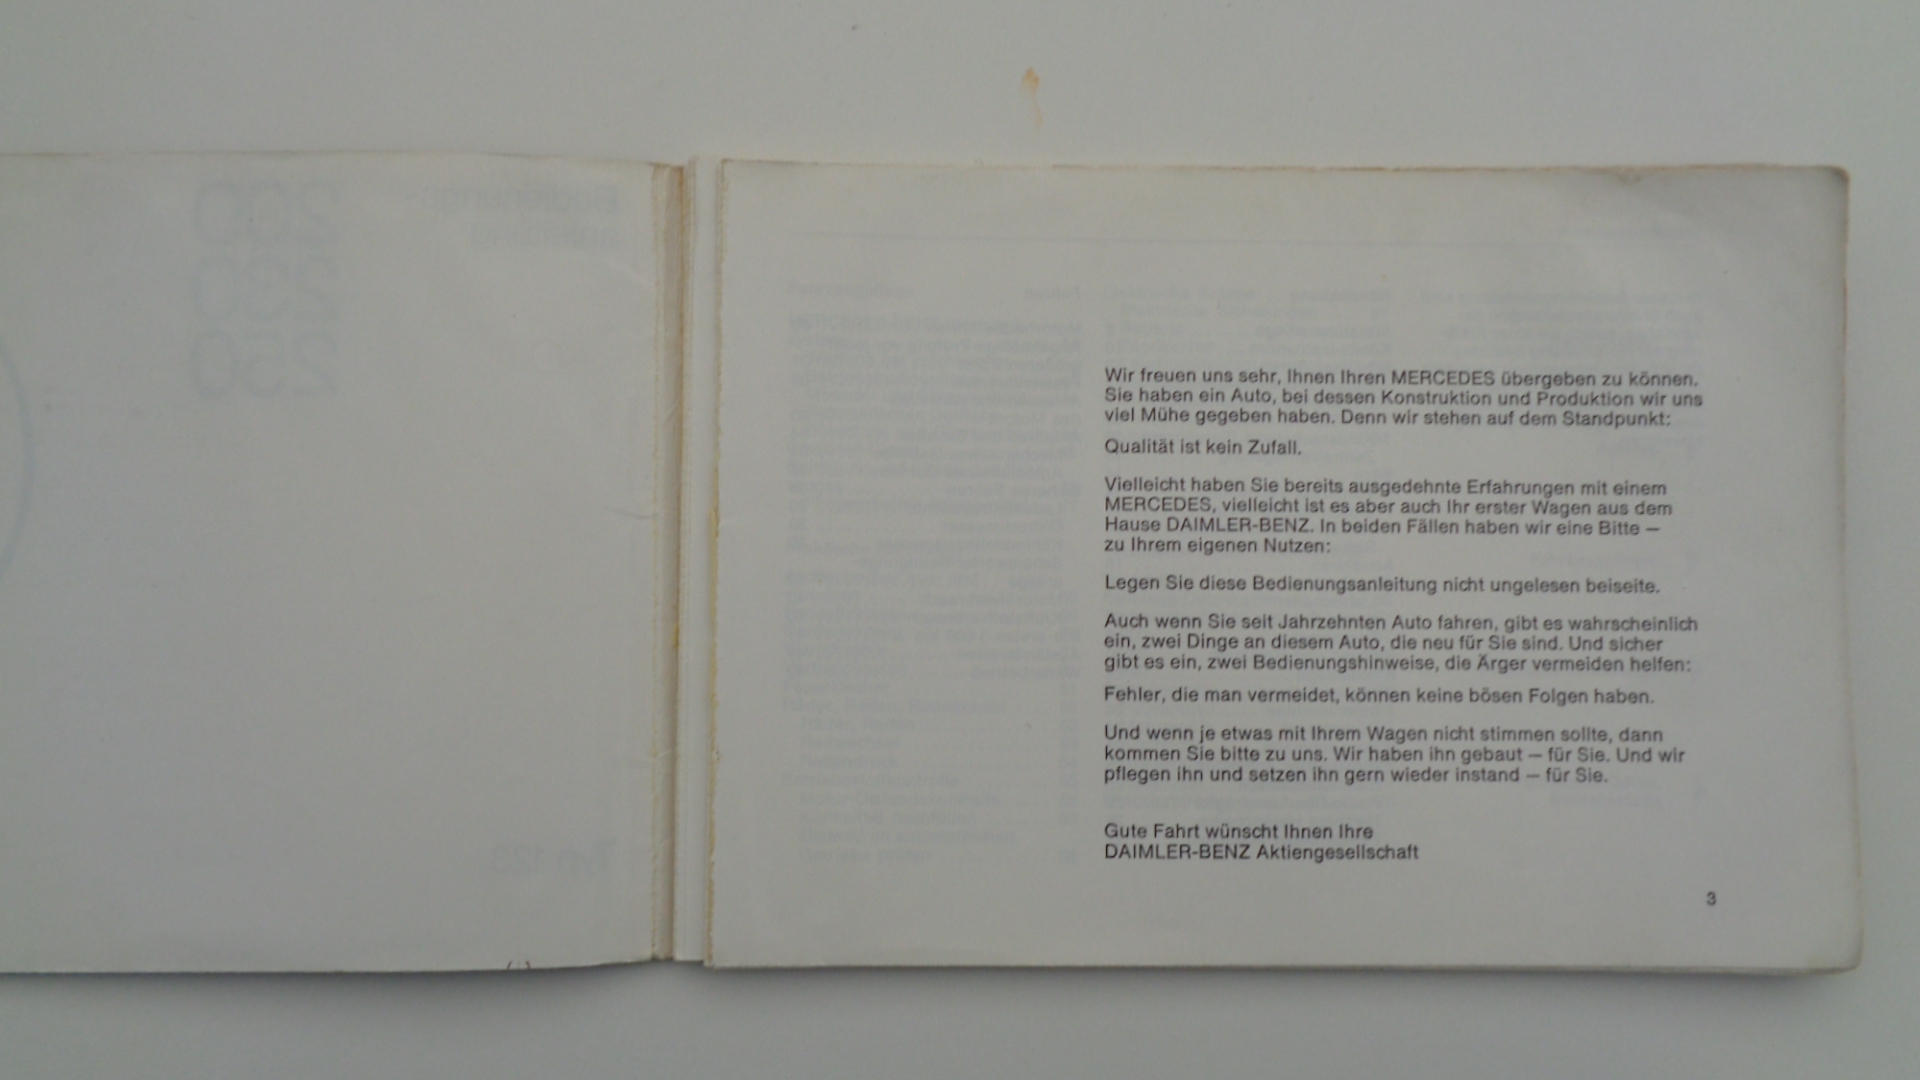 Wir freuen uns sehr, Ihnen Ihren MERCEDES übergeben zu können.
Sie haben ein Auto, bei dessen Konstruktion und Produktion wir uns
viel Mühe gegeben haben. Denn wir stehen auf dem Standpunkt:
Qualität ist kein Zufall.
Vielleicht haben Sie bereits ausgedehnte Erfahrungen mit einem
MERCEDES, vielleicht ist es aber auch Ihr erster Wagen aus dem
Hause DAIMLER-BENZ. In beiden Fällen haben wir eine Bitte —
zu Ihrem eigenen Nutzen:
Legen Sie diese Bedienungsanleitung nicht ungelesen beiseite.
Auch wenn Sie seit Jahrzehnten Auto fahren, gibt es wahrscheinlich
ein, zwei Dinge an diesem Auto, die neu für Sie sind. Und sicher
gibt es ein, zwei Bedienungshinweise, die Ärger vermeiden helfen:
Fehler, die man vermeidet, können keine bösen Folgen haben.
Und wenn je etwas mit Ihrem Wagen nicht stimmen sollte, dann
kommen Sie bitte zu uns. Wir haben ihn gebaut — für Sie. Und wir
pflegen ihn und setzen ihn gern wieder instand — für Sie.
Gute Fahrt wünscht Ihnen Ihre
DAIMLER-BENZ Aktiengesellschaft
3